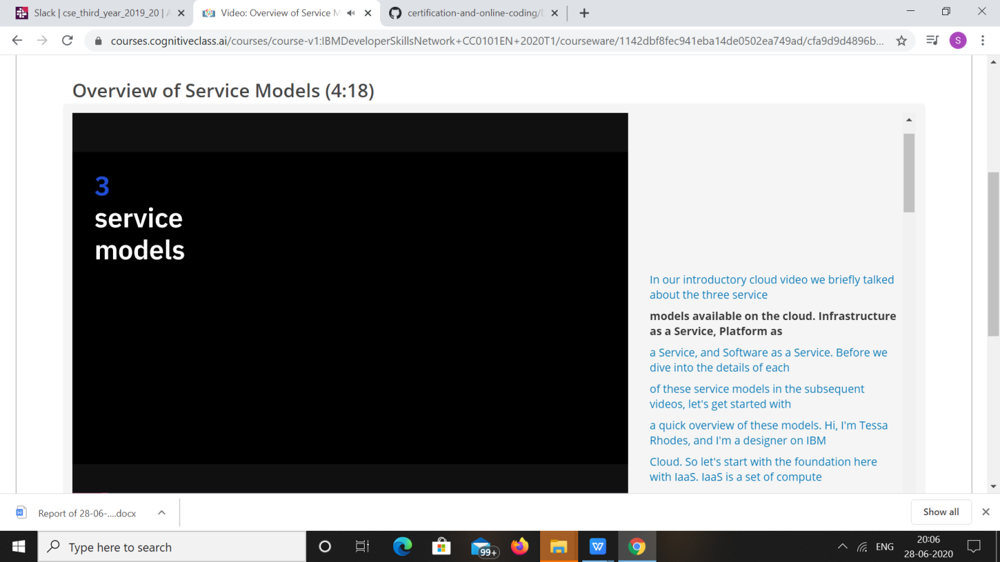 Slack | cse_third_year_2019_20 | A
Video: Overview of Service M
certification-and-online-coding/D
courses.cognitiveclass.ai/courses/course-v1:IBMDeveloperSkillsNetwork+CC0101EN+2020T1/courseware/1142dbf8fec941eba14de0502ea749ad/cfa9d9d4896b...
S
Overview of Service Models (4:18)
3
service
models
In our introductory cloud video we briefly talked
about the three service
models available on the cloud. Infrastructure
as a Service, Platform as
a Service, and Software as a Service. Before we
dive into the details of each
of these service models in the subsequent
videos, let's get started with
a quick overview of these models. Hi, I'm Tessa
Rhodes, and I'm a designer on IBM
Cloud. So let's start with the foundation here
with IaaS. IaaS is a set of compute
Report of 28-06-....docx
Show all
Type here to search
99+
ENG
20:06
28-06-2020